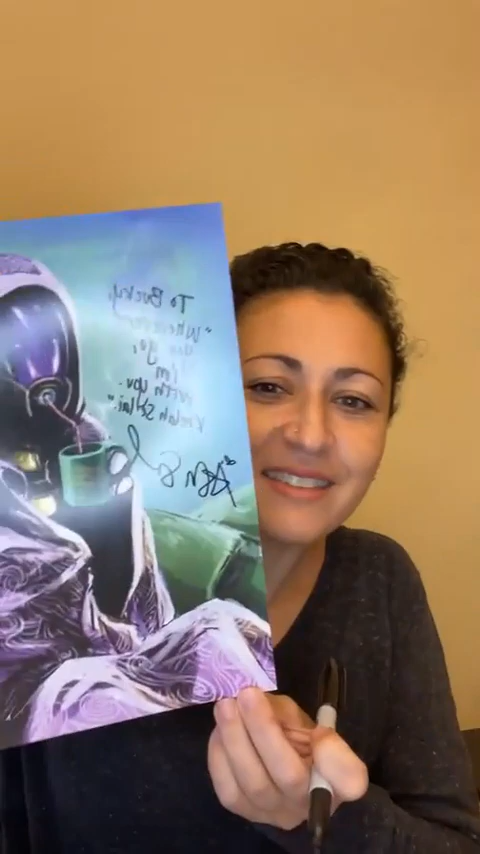 To Bucky,
"Wherever
you go,
I'm
with you.
Keelah Se'lai."